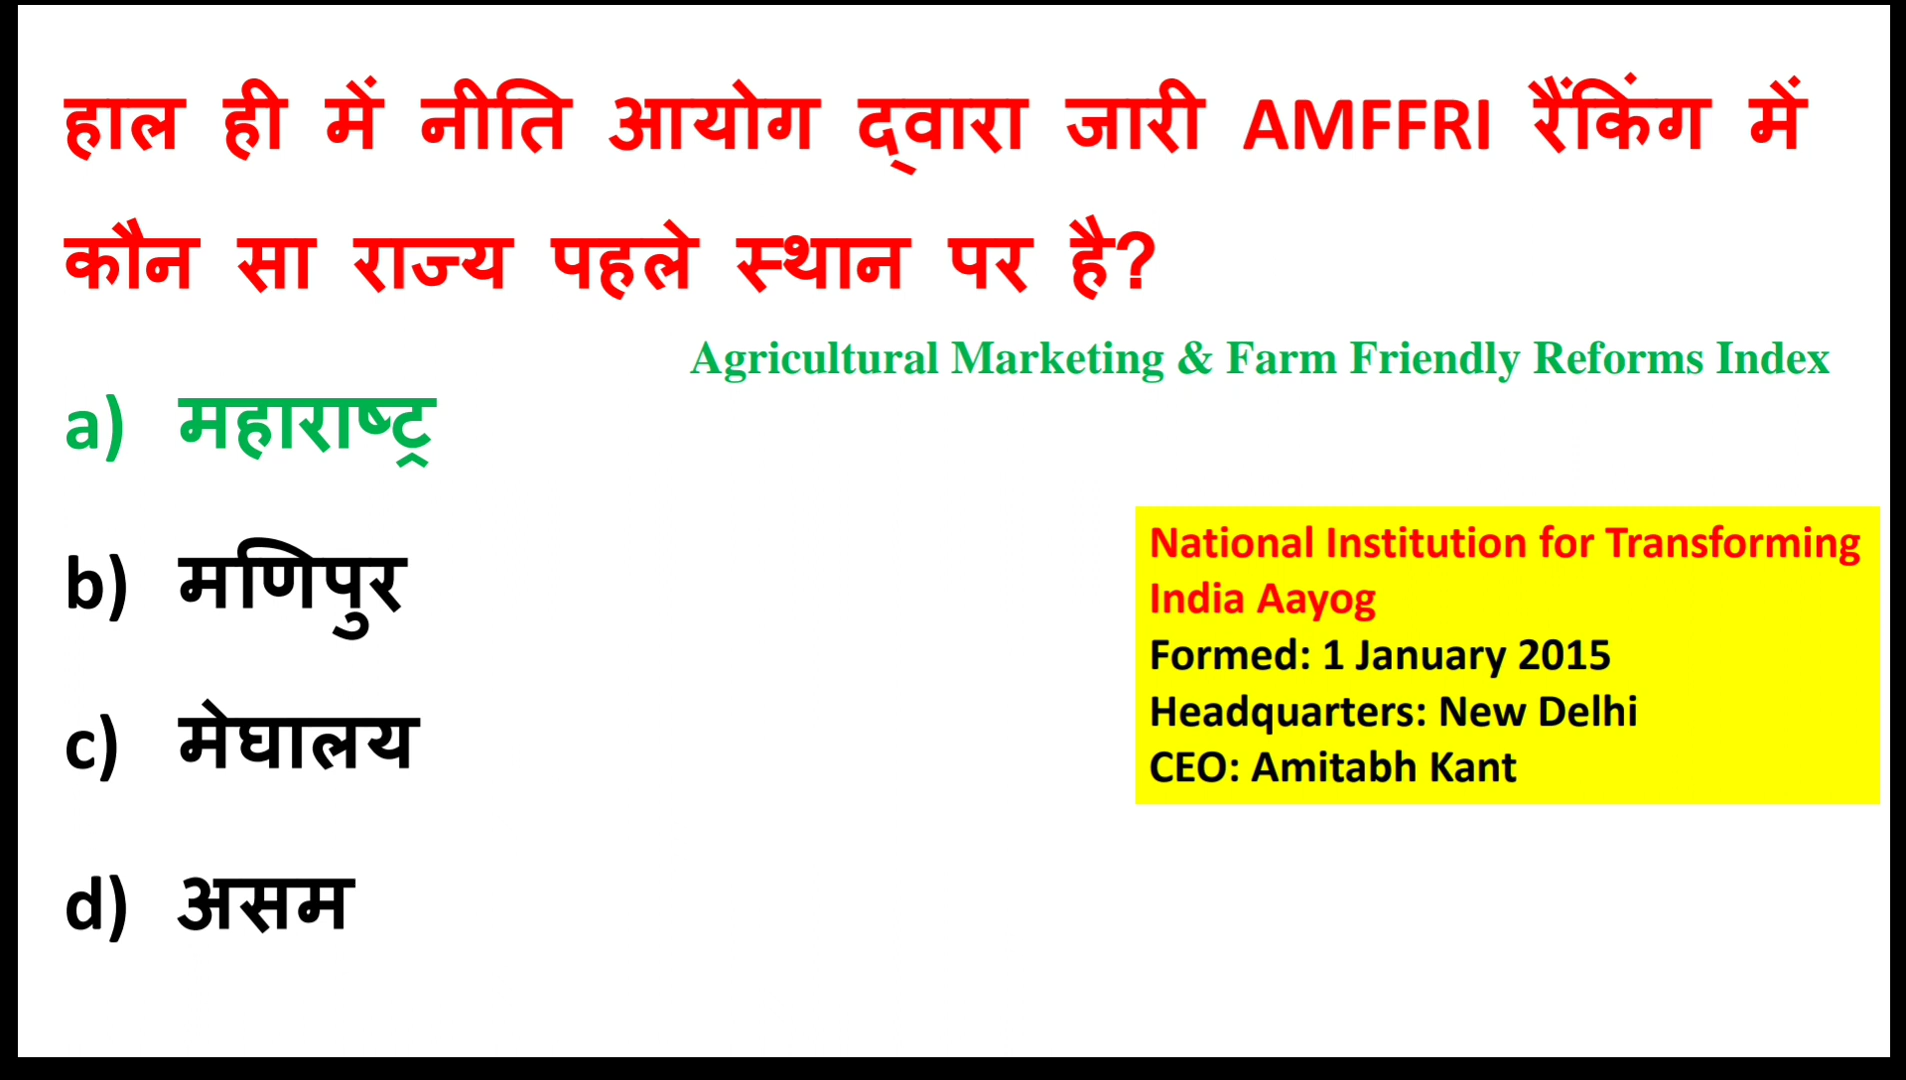 हाल ही में नीति आयोग द्वारा जारी AMFFRI रैंकिंग में
कौन सा राज्य पहले स्थान पर है?
Agricultural Marketing & Farm Friendly Reforms Index
a) महाराष्ट्र
b) मणिपुर
c) मेघालय
d) असम
National Institution for Transforming
India Aayog
Formed: 1 January 2015
Headquarters: New Delhi
CEO: Amitabh Kant